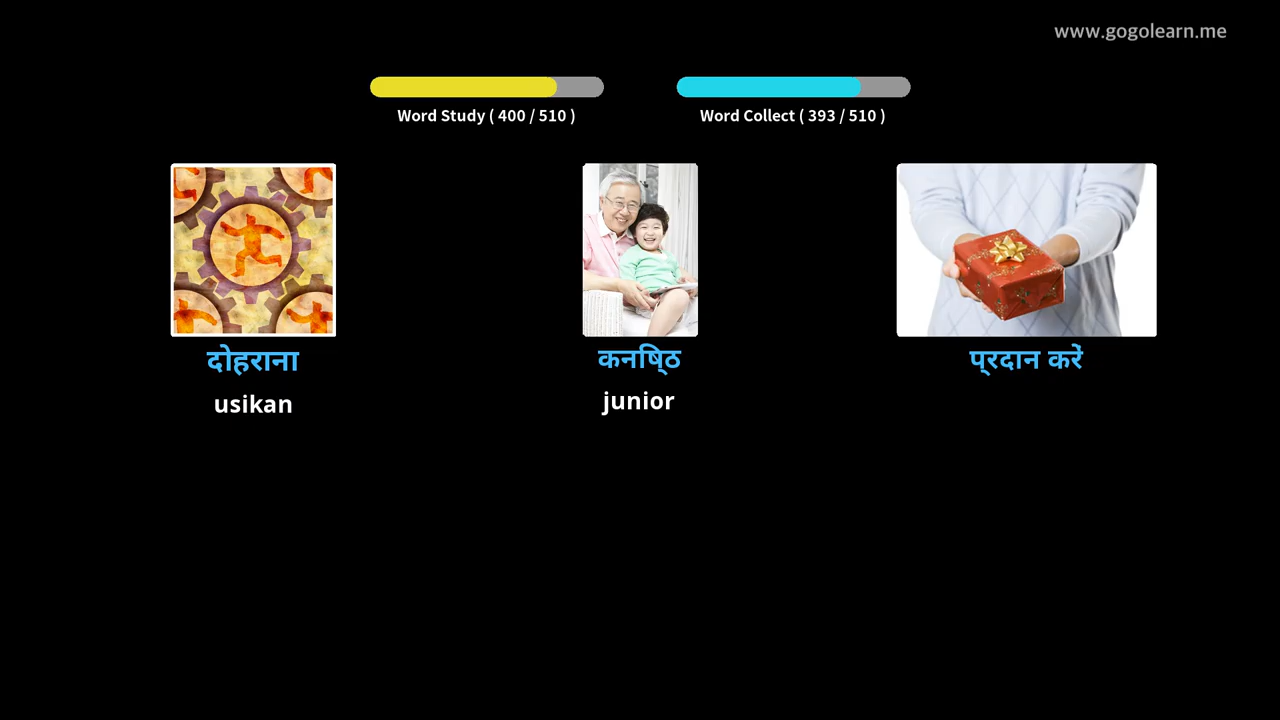 www.gogolearn.me
Word Study ( 400 / 510 )
Word Collect ( 393 / 510 )
दोहराना
कनिष्ठि
प्रदान करें
usikan
junior